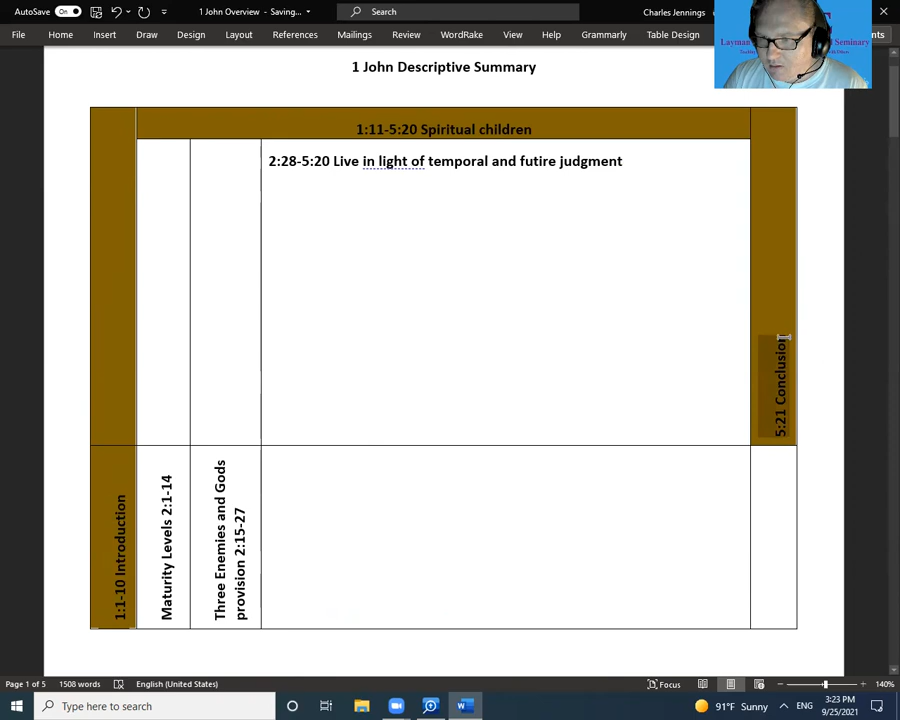 AutoSave On
1 John Overview - Saving...
Search
Charles Jennings
File Home Insert Draw Design Layout References Mailings Review View Help Grammarly Table Design
Layman
Seminary
1 John Descriptive Summary
1:11-5:20 Spiritual children
2:28-5:20 Live in light of temporal and futire judgment
5:21 Conclusion
1:1-10 Introduction
Maturity Levels 2:1-14
Three Enemies and Gods
provision 2:15-27
Page 1 of 5 1508 words English (United States) Focus 140%
Type here to search
91°F Sunny
ENG
3:23 PM
9/25/2021